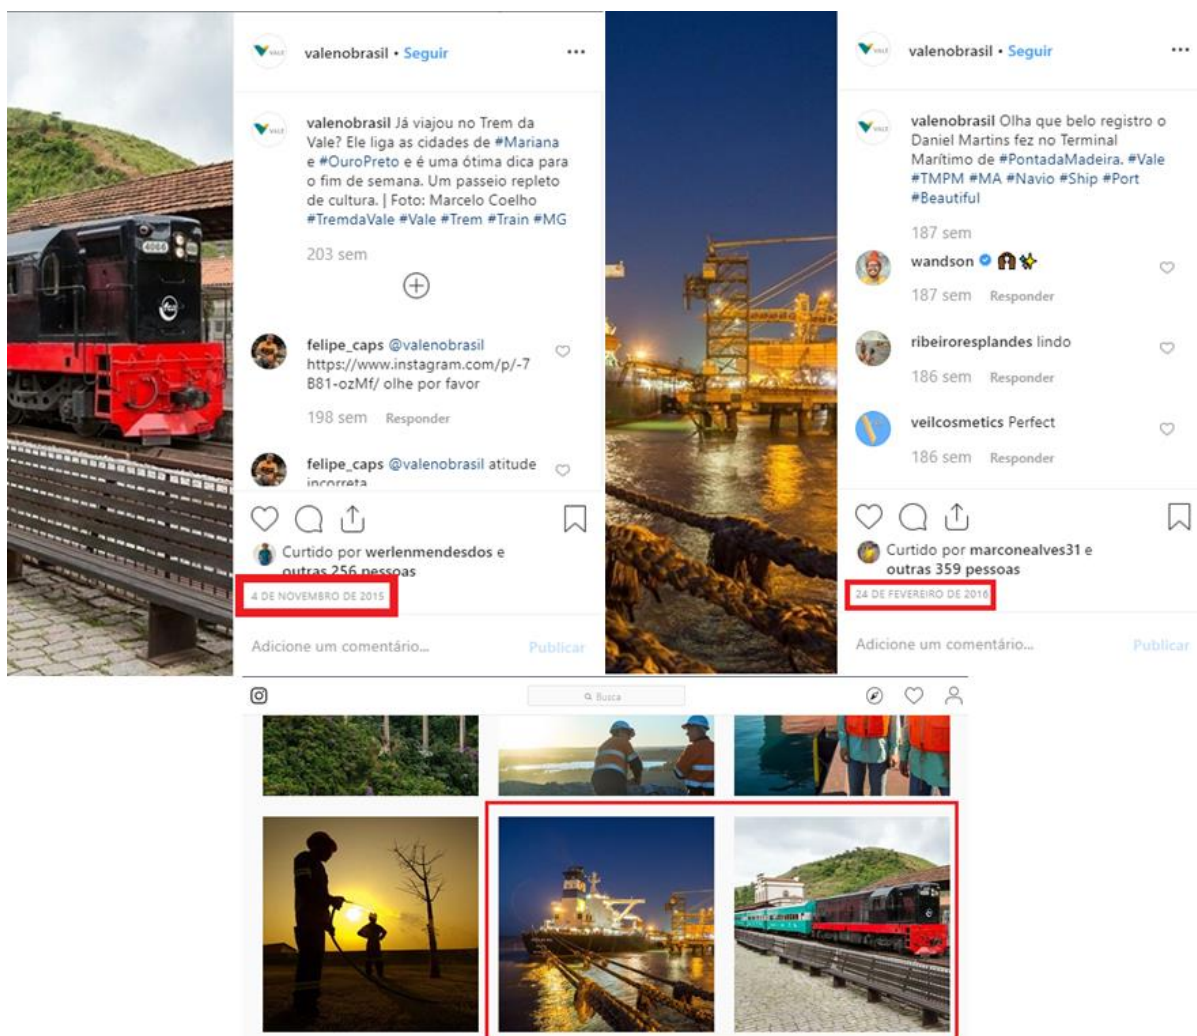 VALE
valenobrasil • Seguir
VALE
valenobrasil Já viajou no Trem da
Vale? Ele liga as cidades de #Mariana
e #OuroPreto e é uma ótima dica para
o fim de semana. Um passeio repleto
de cultura. | Foto: Marcelo Coelho
#TremdaVale #Vale #Trem #Train #MG
203 sem
felipe_caps @valenobrasil
https://www.instagram.com/p/-7
B81-ozMf/ olhe por favor
198 sem Responder
felipe_caps @valenobrasil atitude
incorreta
Curtido por werlenmendesdos e
outras 256 pessoas
4 DE NOVEMBRO DE 2015
Adicione um comentário...
Publicar
4066
VALE
valenobrasil • Seguir
VALE
valenobrasil Olha que belo registro o
Daniel Martins fez no Terminal
Marítimo de #PontadaMadeira. #Vale
#TMPM #MA #Navio #Ship #Port
#Beautiful
187 sem
wandson
187 sem Responder
ribeiroresplandes lindo
186 sem Responder
veilcosmetics Perfect
186 sem Responder
Curtido por marconealves31 e
outras 359 pessoas
24 DE FEVEREIRO DE 2016
Adicione um comentário...
Publicar
Busca